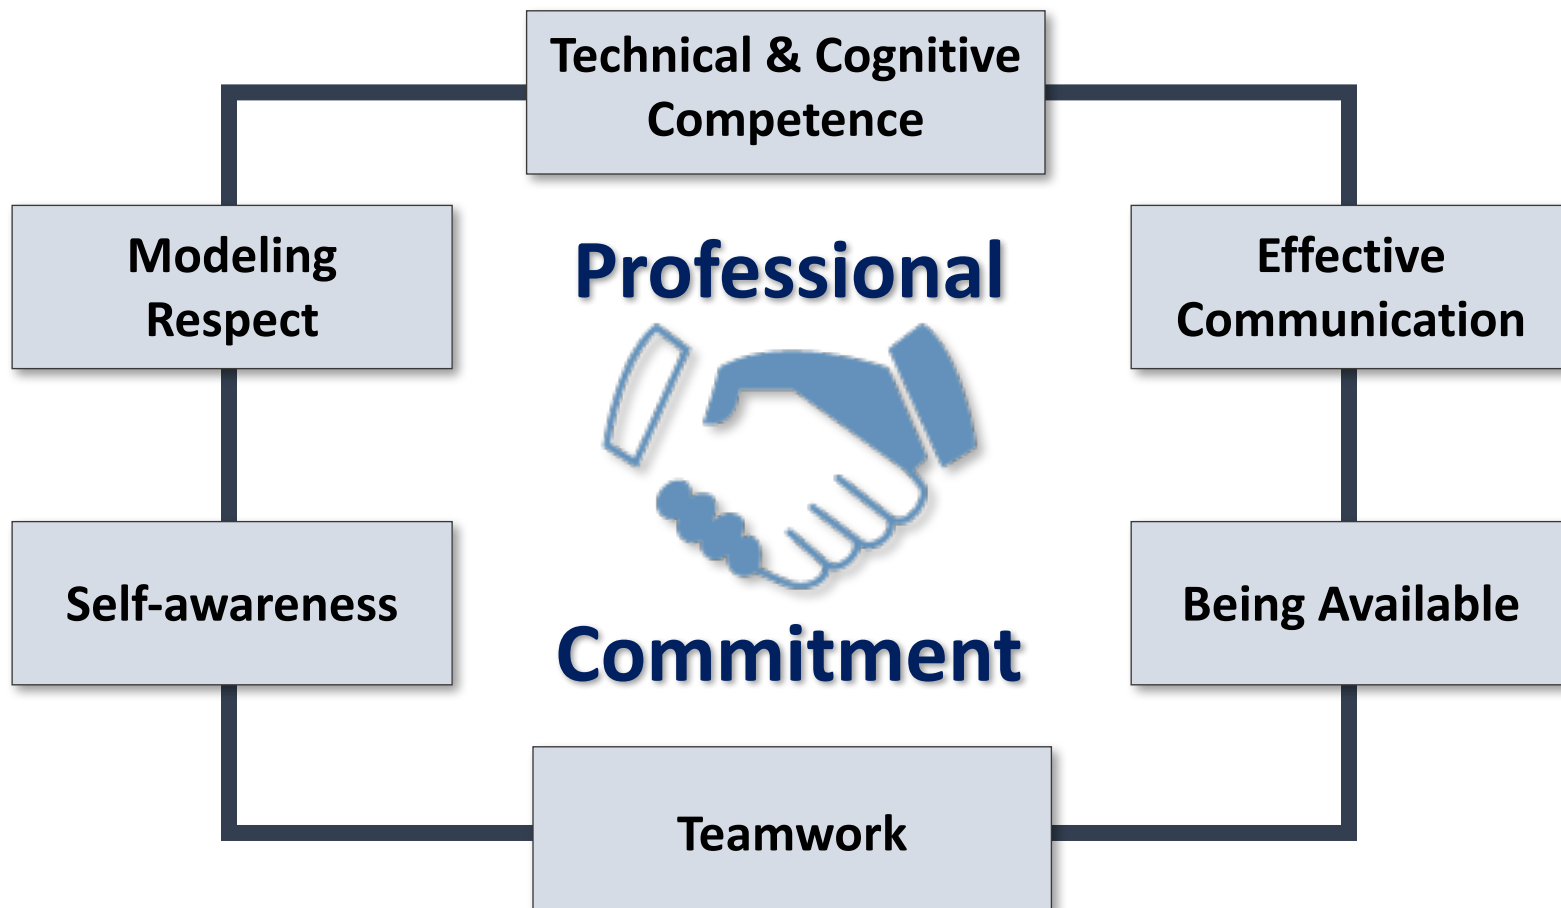 Technical & Cognitive
Competence
Modeling
Respect
Professional
Effective
Communication
Self-awareness
Commitment
Being Available
Teamwork